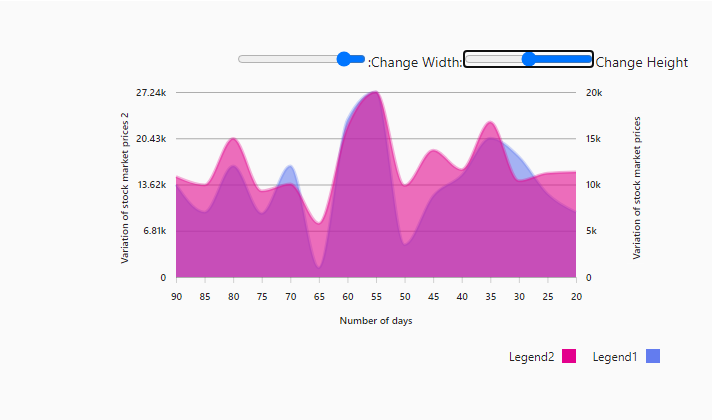 :Change Width: Change Height
27.24k 20k
20.43k 15k
13.62k 10k
6.81k 5k
0 0
Variation of stock market prices 2
Variation of stock market prices
90 85 80 75 70 65 60 55 50 45 40 35 30 25 20
Number of days
Legend2 Legend1